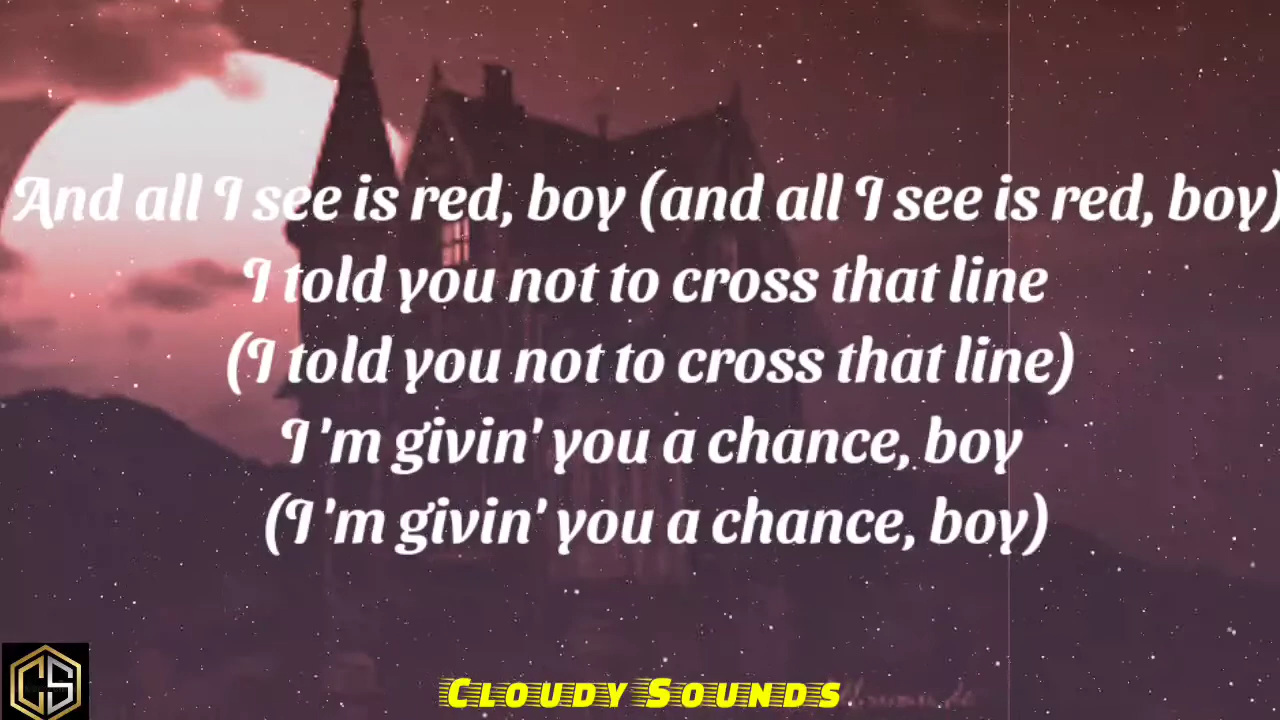 And all I see is red, boy (and all I see is red, boy)
I told you not to cross that line
(I told you not to cross that line)
I 'm givin' you a chance, boy
(I 'm givin' you a chance, boy)
CS
Cloudy Sounds